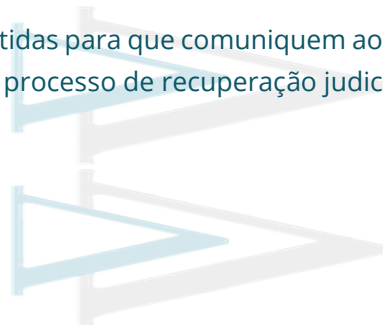 tidas para que comuniquem ao
processo de recuperação judic